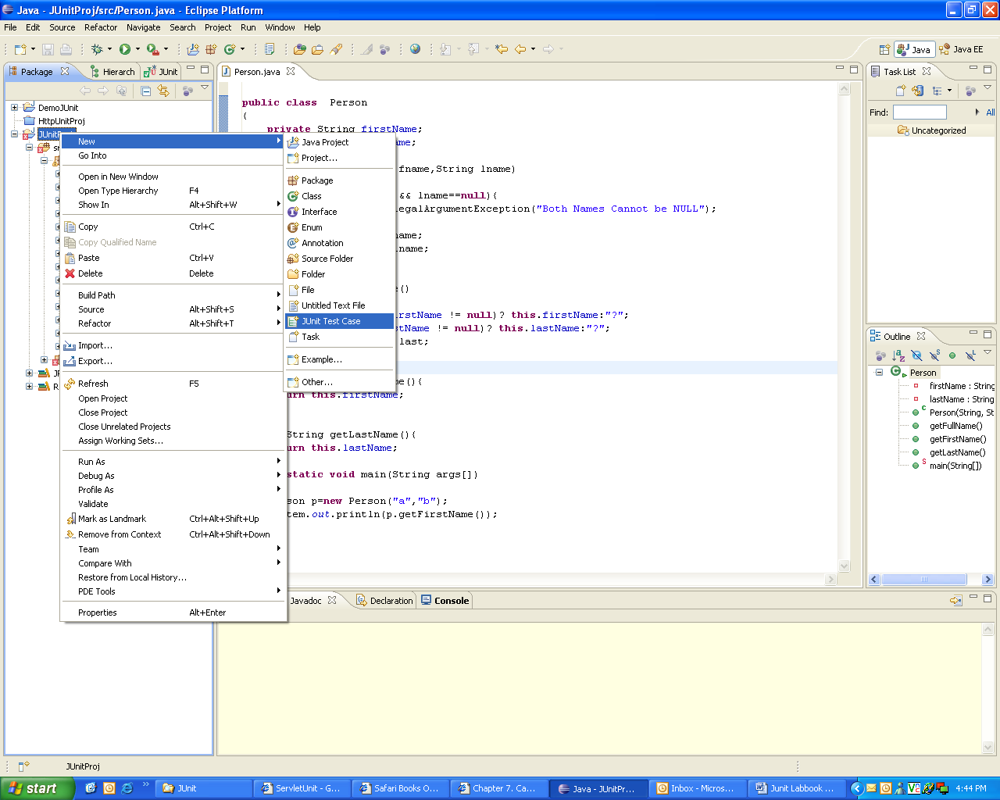 Java - JUnitProj/src/Person.java - Eclipse Platform
File Edit Source Refactor Navigate Search Project Run Window Help
Java Java EE
Package Hierarch JUnit
DemoJUnit
HttpUnitProj
New
Go Into
Open in New Window
Open Type Hierarchy F4
Show In Alt+Shift+W
Copy Ctrl+C
Copy Qualified Name
Paste Ctrl+V
Delete Delete
Build Path
Source Alt+Shift+S
Refactor Alt+Shift+T
Import...
Export...
Refresh F5
Open Project
Close Project
Close Unrelated Projects
Assign Working Sets...
Run As
Debug As
Profile As
Validate
Mark as Landmark Ctrl+Alt+Shift+Up
Remove from Context Ctrl+Alt+Shift+Down
Team
Compare With
Restore from Local History...
PDE Tools
Properties Alt+Enter
Java Project
Project...
Package
Class
Interface
Enum
Annotation
Source Folder
Folder
File
Untitled Text File
JUnit Test Case
Task
Example...
Other...
Person.java
public class Person
{
private String firstName;
me;
fname,String lname)
&& lname==null){
legalArgumentException("Both Names Cannot be NULL");
ame;
lname;
()
rstName != null)? this.firstName:"?";
stName != null)? this.lastName:"?";
last;
me(){
urn this.firstName;
String getLastName(){
urn this.lastName;
static void main(String args[])
son p=new Person("a","b");
tem.out.println(p.getFirstName());
Task List
Find: All
Uncategorized
Outline
Person
firstName : String
lastName : String
Person(String, St
getFullName()
getFirstName()
getLastName()
main(String[])
Javadoc Declaration Console
JUnitProj
start JUnit ServletUnit - G... Safari Books O... Chapter 7. Ca... Java - JUnitPr... Inbox - Micros... Junit Labbook ... 4:44 PM